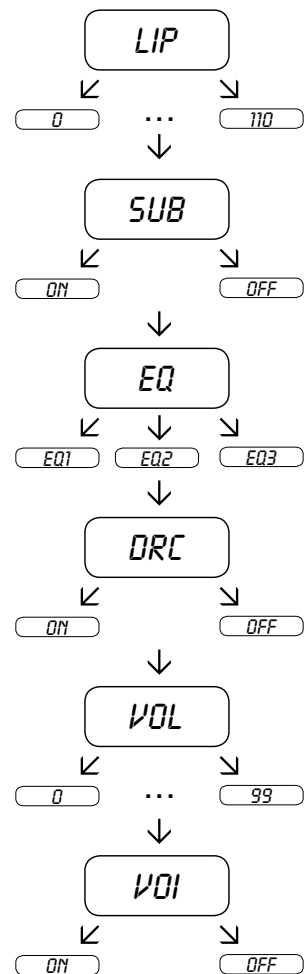 LIP
0 ... 110
SUB
ON OFF
EQ
EQ1 EQ2 EQ3
DRC
ON OFF
VOL
0 ... 99
VOI
ON OFF